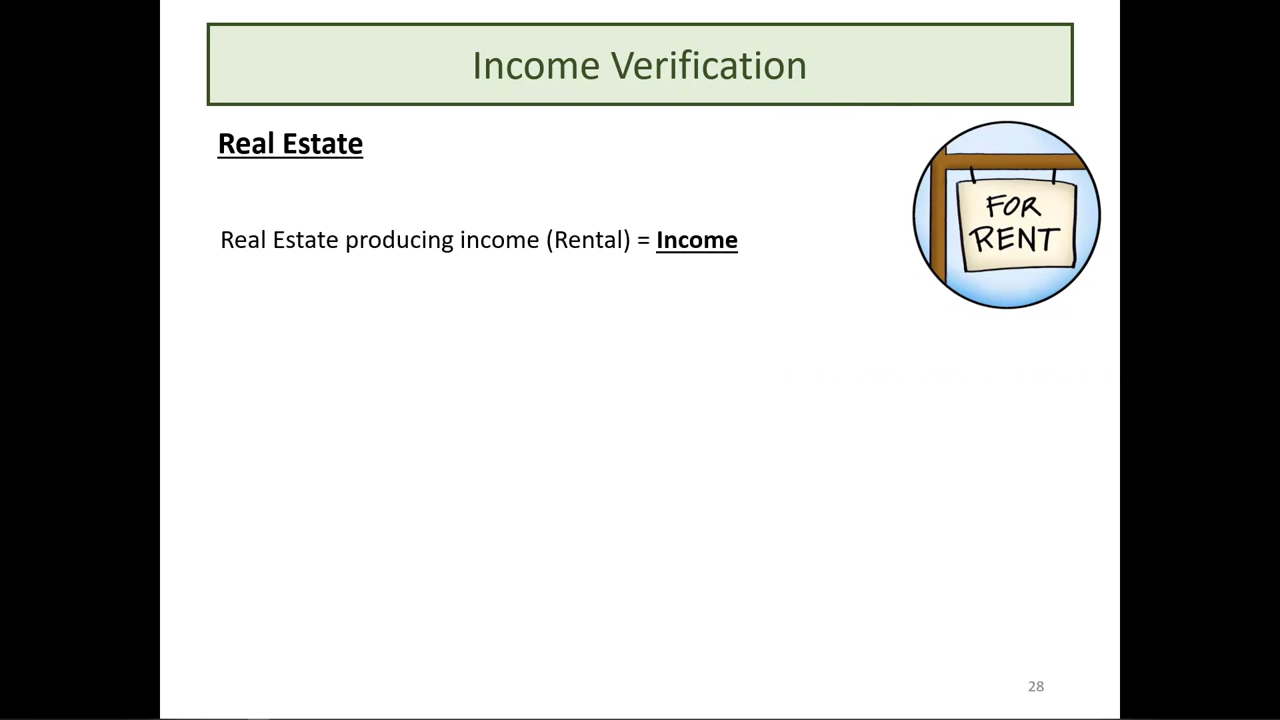 Income Verification
Real Estate
FOR
RENT
Real Estate producing income (Rental) = Income
28